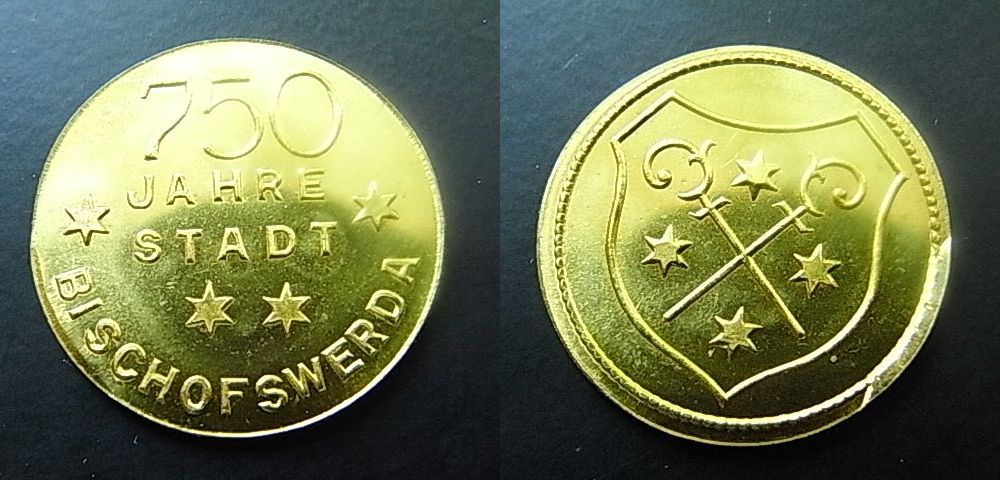 750
JAHRE
STADT
BISCHOFSWERDA